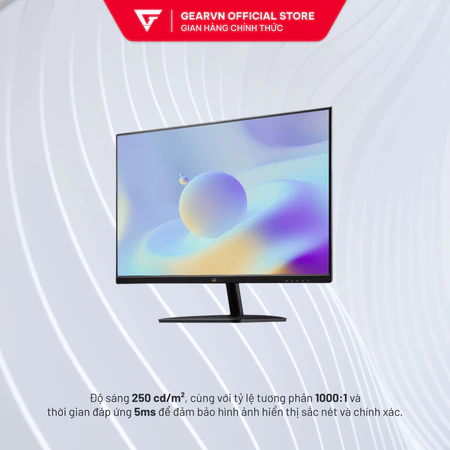 GEARVN OFFICIAL STORE
GIAN HÀNG CHÍNH THỨC
Độ sáng 250 cd/m², cùng với tỷ lệ tương phản 1000:1 và
thời gian đáp ứng 5ms để đảm bảo hình ảnh hiển thị sắc nét và chính xác.